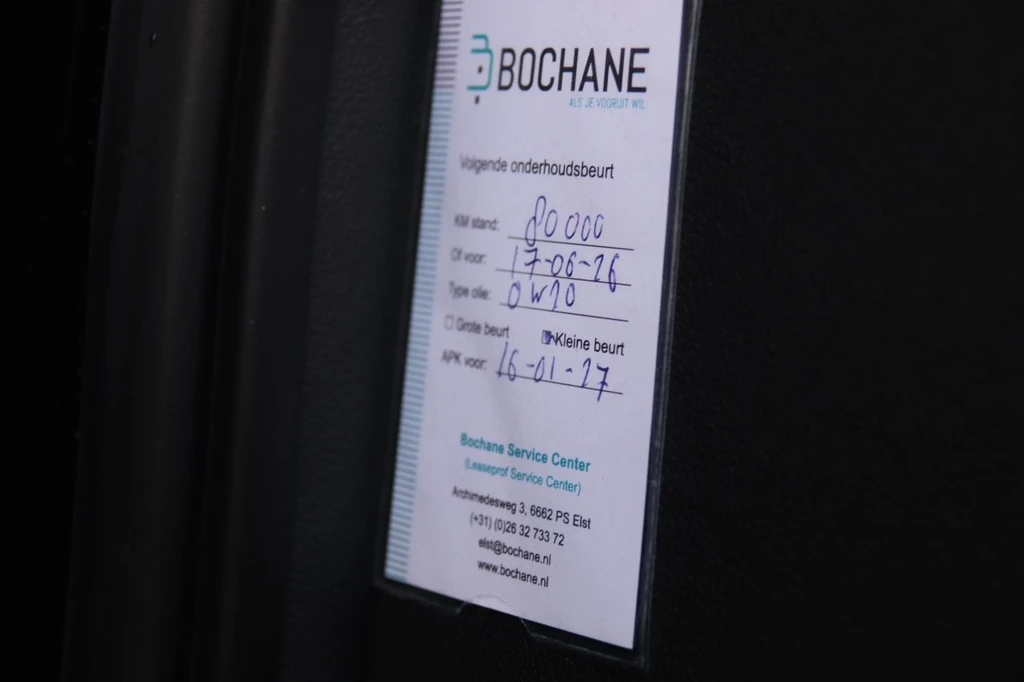 BOCHANE
ALS JE VOORUIT WIL
Volgende onderhoudsbeurt
KM stand: 80000
Of voor: 17-06-26
Type olie: 0W20
Grote beurt Kleine beurt
APK voor: 16-01-27
Bochane Service Center
(Leaseprof Service Center)
Archimedesweg 3, 6662 PS Elst
(+31) (0)26 32 733 72
elst@bochane.nl
www.bochane.nl